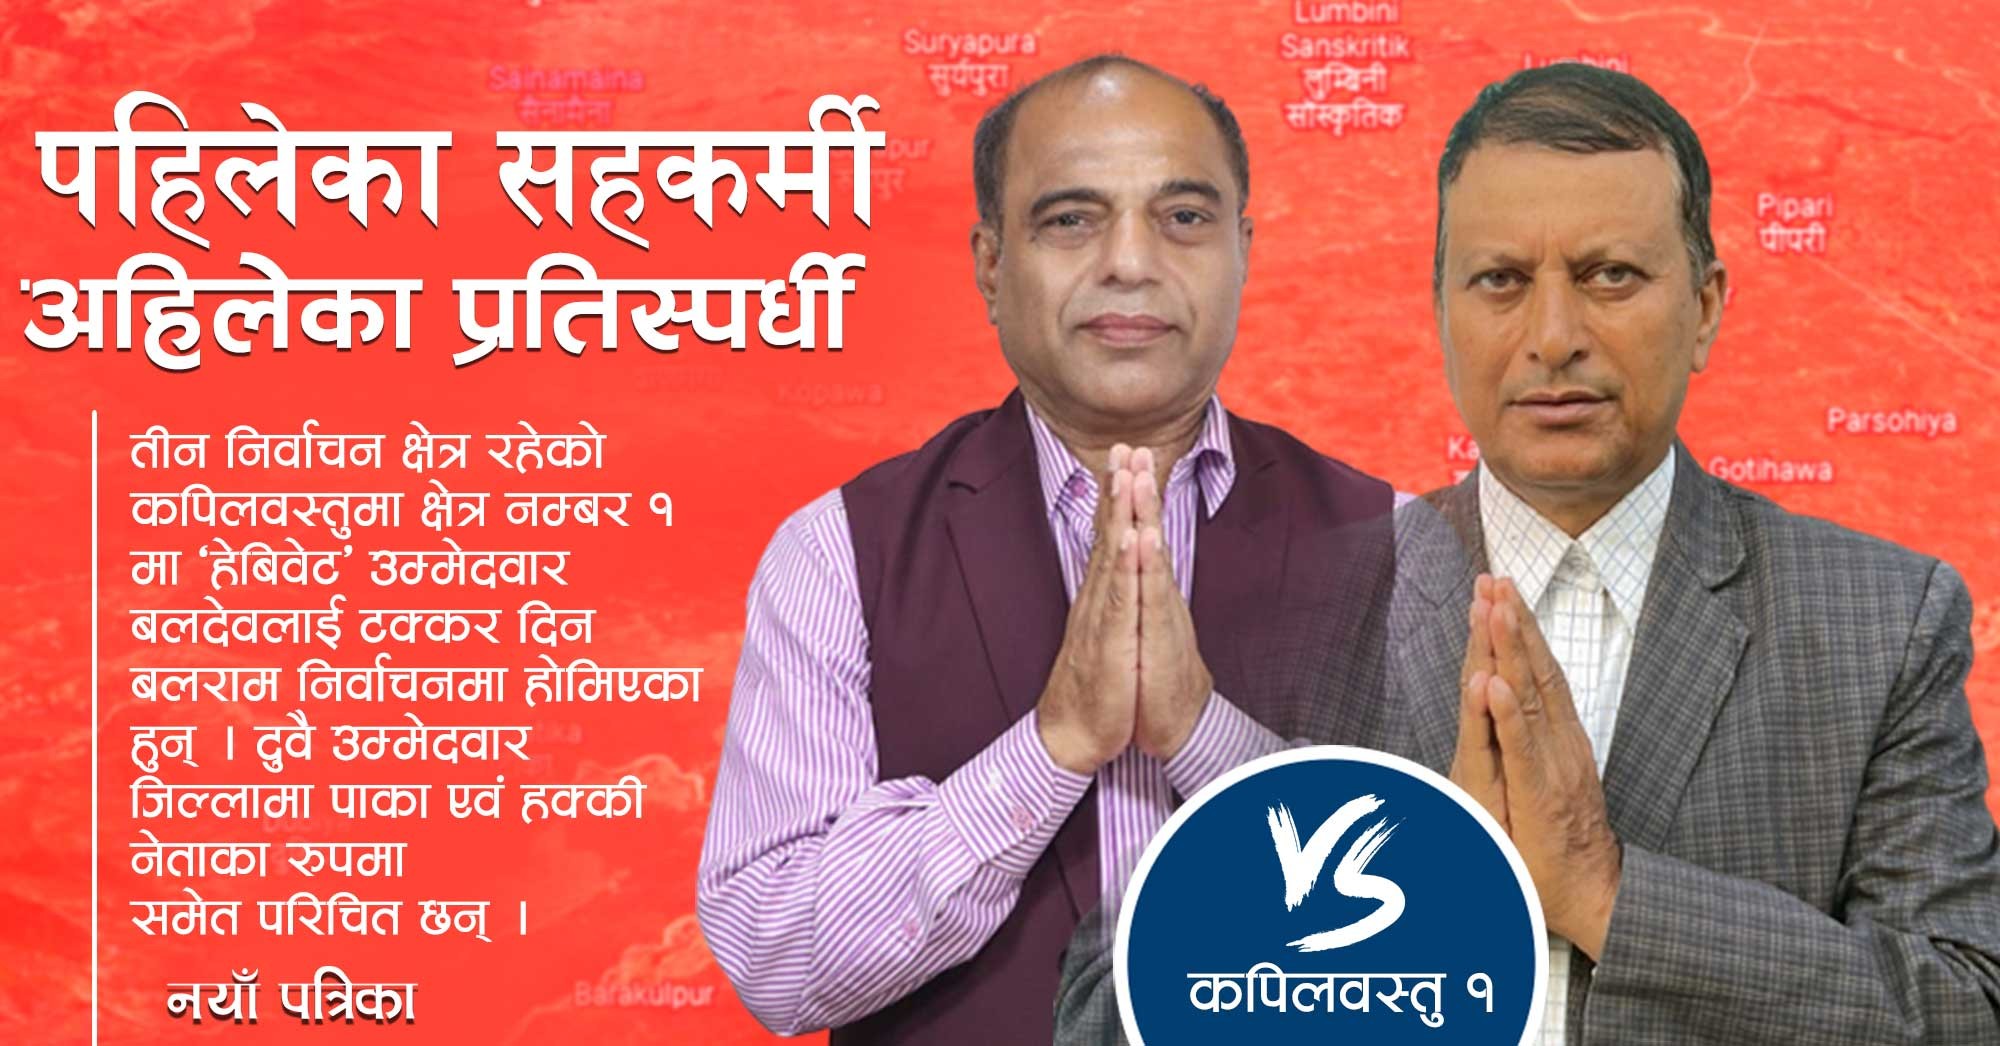 पहिलेका सहकर्मी
अहिलेका प्रतिस्पर्धी
तीन निर्वाचन क्षेत्र रहेको
कपिलवस्तुमा क्षेत्र नम्बर १
मा ‘हेबिवेट’ उम्मेदवार
बलदेवलाई टक्कर दिन
बलराम निर्वाचनमा होमिएका
हुन् । दुवै उम्मेदवार
जिल्लामा पाका एवं हक्की
नेताका रुपमा
समेत परिचित छन् ।
नयाँ पत्रिका
VS
कपिलवस्तु १
Lumbini
Sanskritik
लुम्बिनी
साँस्कृतिक
Suryapura
सुर्यपुरा
Sainamaina
सैनामैना
Lumbini
Pipari
पीपरी
Kopawa
Parsohiya
Gotihawa
Barakulpur